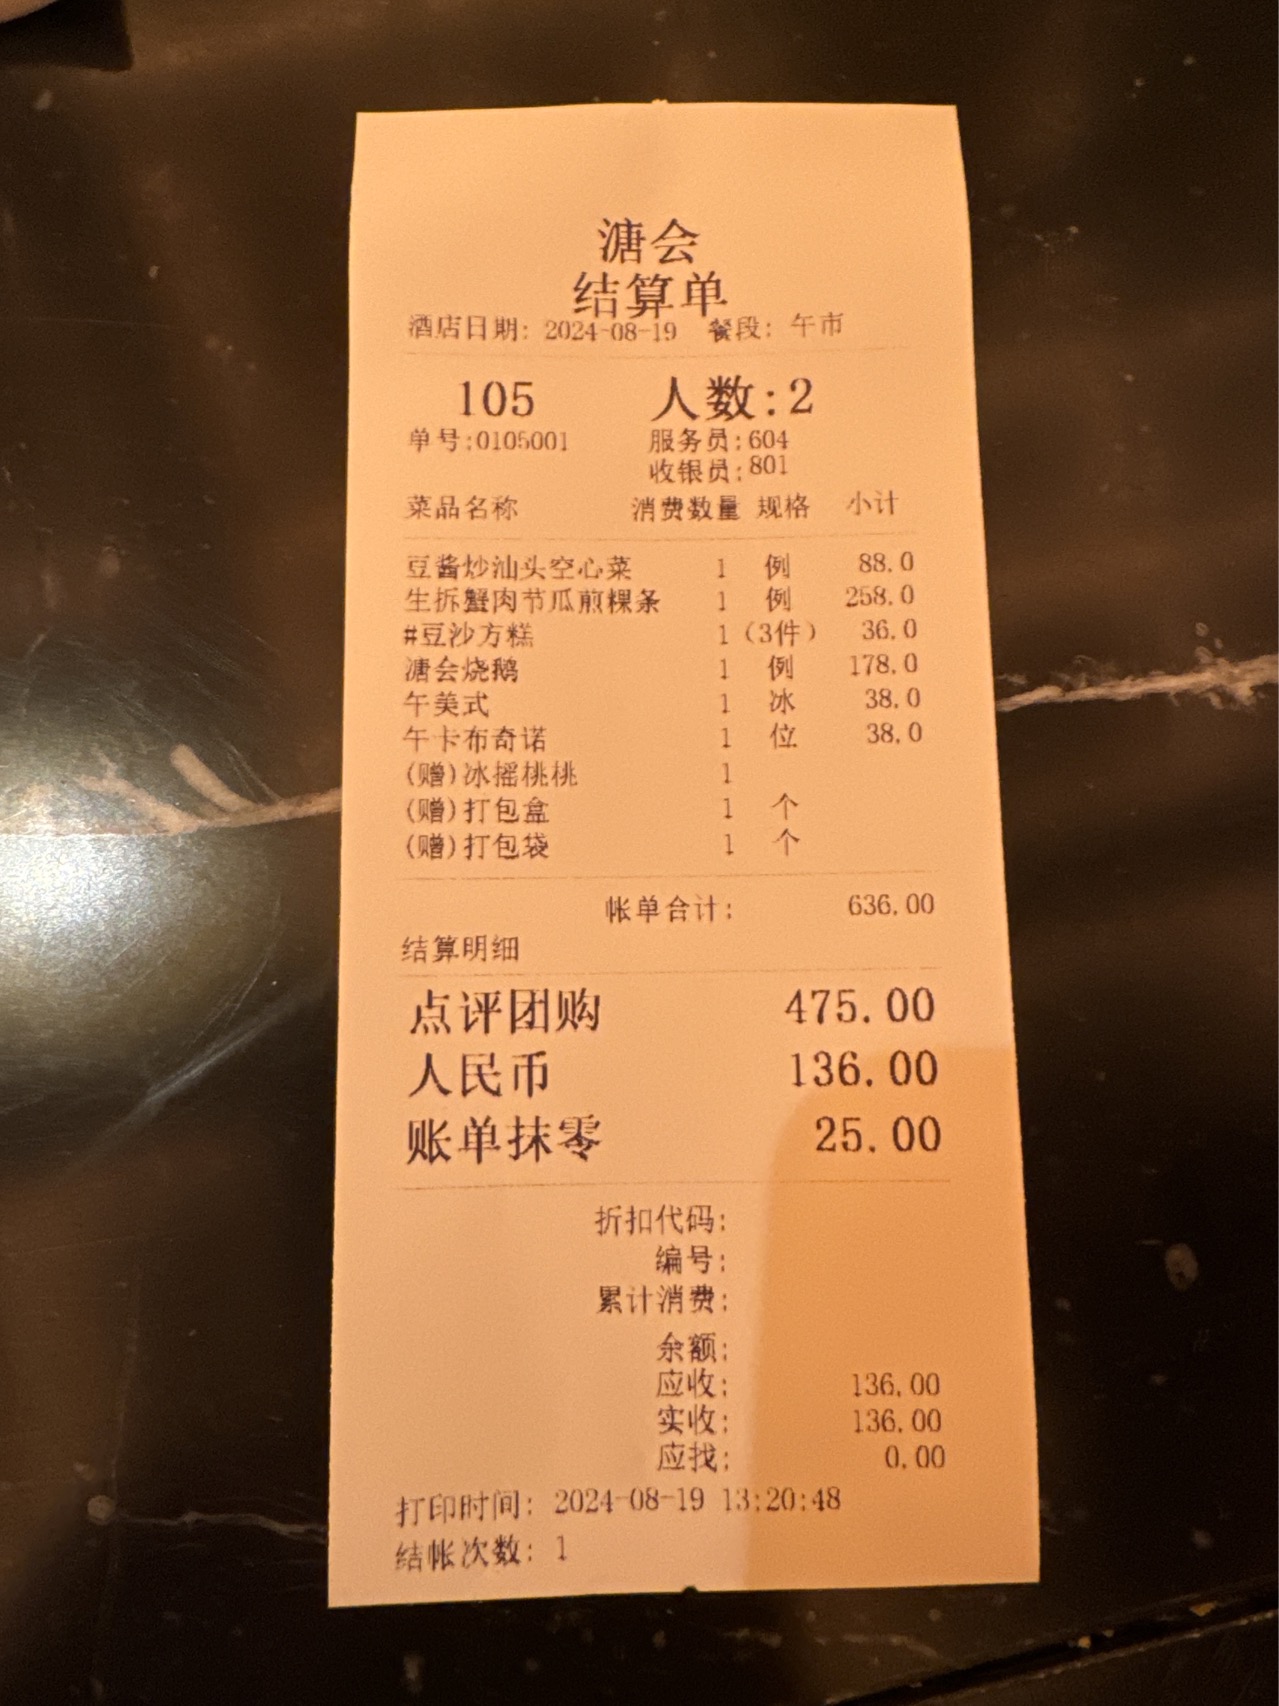 溏会
结算单
酒店日期: 2024-08-19 餐段: 午市
105 人数:2
单号:0105001 服务员:604
收银员:801
菜品名称 消费数量 规格 小计
豆酱炒汕头空心菜 1 例 88.0
生拆蟹肉节瓜煎粿条 1 例 258.0
#豆沙方糕 1 (3件) 36.0
溏会烧鹅 1 例 178.0
午美式 1 冰 38.0
午卡布奇诺 1 位 38.0
(赠)冰摇桃桃 1
(赠)打包盒 1 个
(赠)打包袋 1 个
帐单合计: 636.00
结算明细
点评团购 475.00
人民币 136.00
账单抹零 25.00
折扣代码:
编号:
累计消费:
余额:
应收: 136.00
实收: 136.00
应找: 0.00
打印时间: 2024-08-19 13:20:48
结帐次数: 1